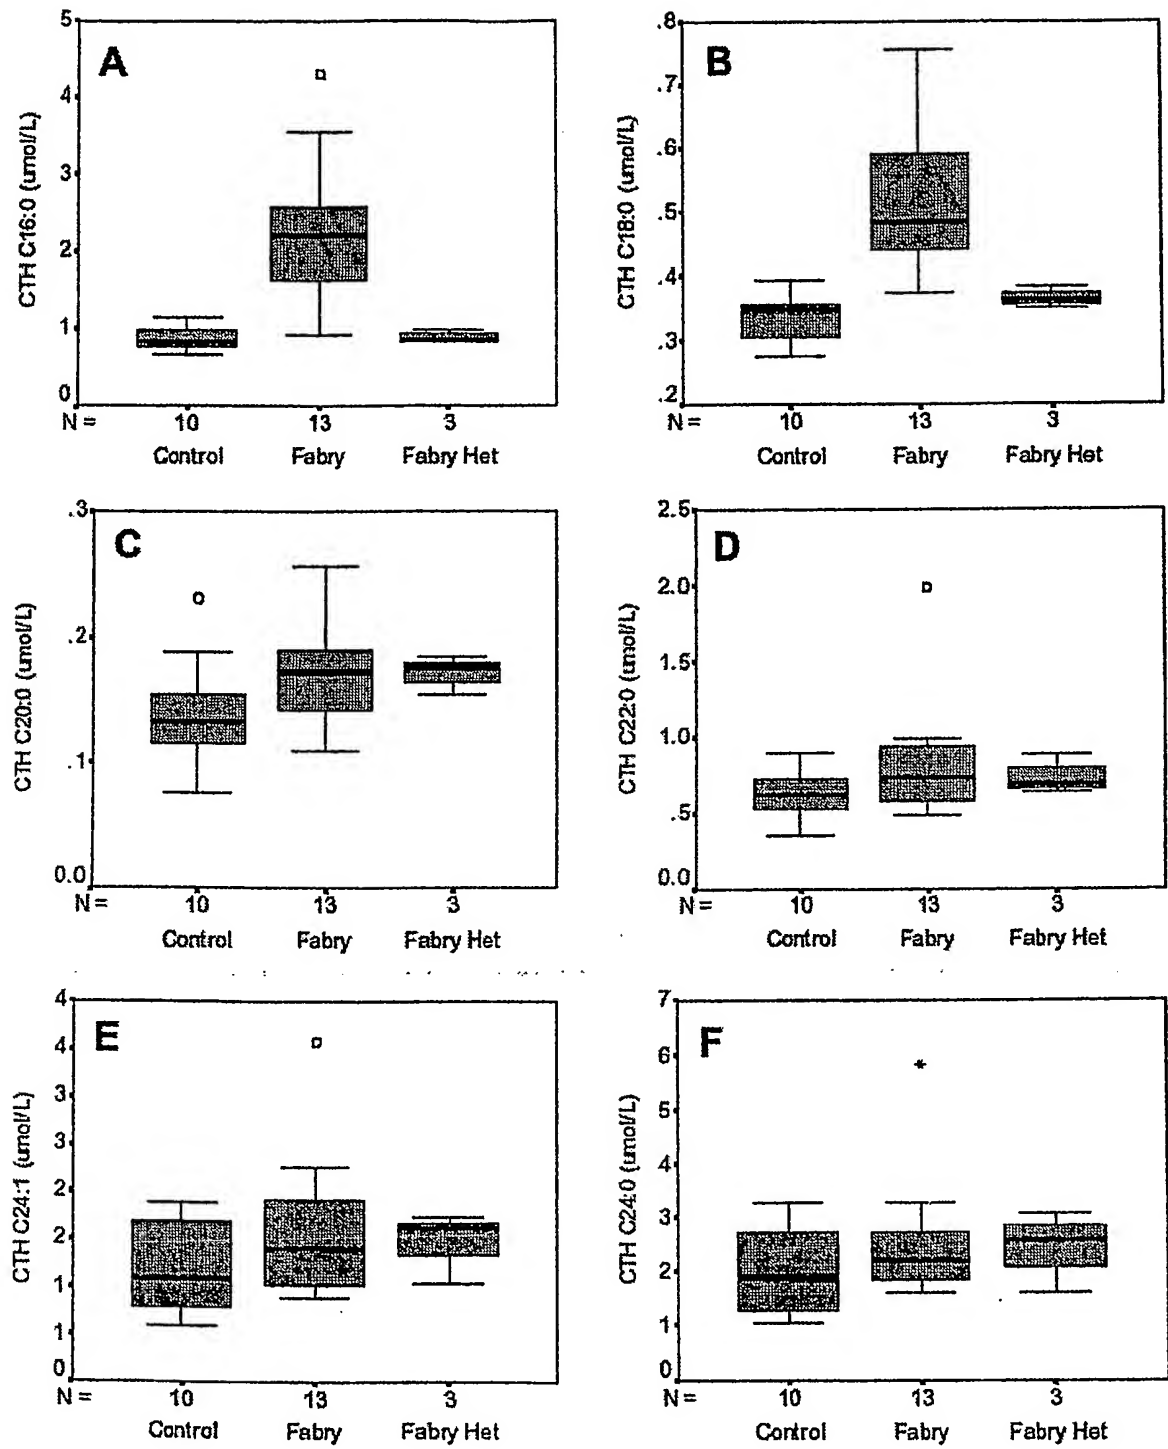 A
CTH C16:0 (umol/L)
5
4
3
2
1
0
N = 10 13 3
Control Fabry Fabry Het
B
CTH C18:0 (umol/L)
.8
.7
.6
.5
.4
.3
.2
N = 10 13 3
Control Fabry Fabry Het
C
CTH C20:0 (umol/L)
.3
.2
.1
0.0
N = 10 13 3
Control Fabry Fabry Het
D
CTH C22:0 (umol/L)
2.5
2.0
1.5
1.0
.5
0.0
N = 10 13 3
Control Fabry Fabry Het
E
CTH C24:1 (umol/L)
4
4
3
3
2
2
1
1
0
N = 10 13 3
Control Fabry Fabry Het
F
CTH C24:0 (umol/L)
7
6
5
4
3
2
1
0
N = 10 13 3
Control Fabry Fabry Het